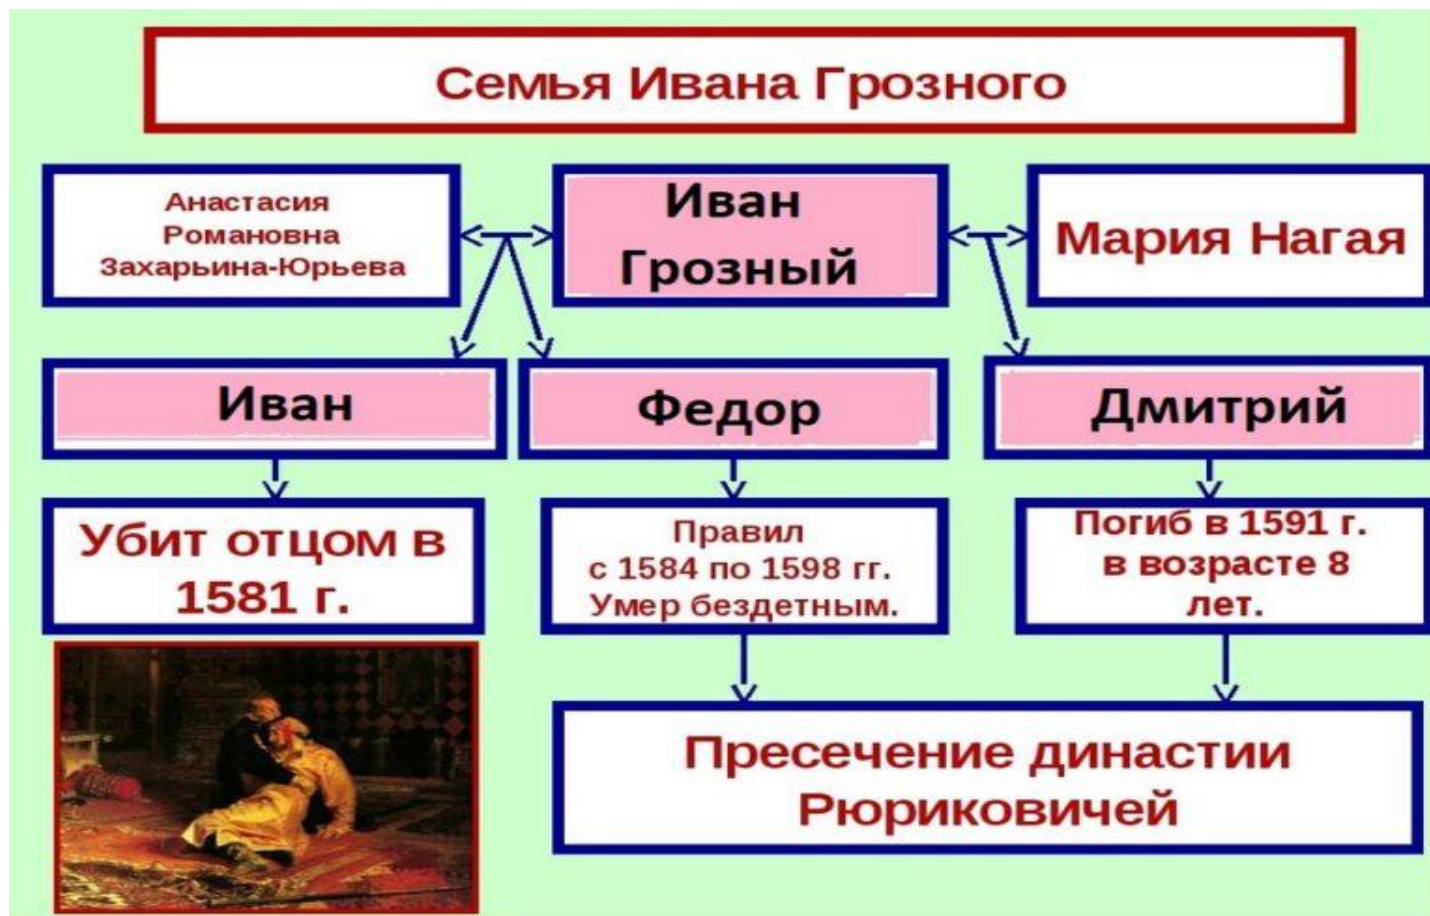 Семья Ивана Грозного
Анастасия
Романовна
Захарьина-Юрьева
Иван
Грозный
Мария Нагая
Иван
Федор
Дмитрий
Убит отцом в
1581 г.
Правил
с 1584 по 1598 гг.
Умер бездетным.
Погиб в 1591 г.
в возрасте 8
лет.
Пресечение династии
Рюриковичей